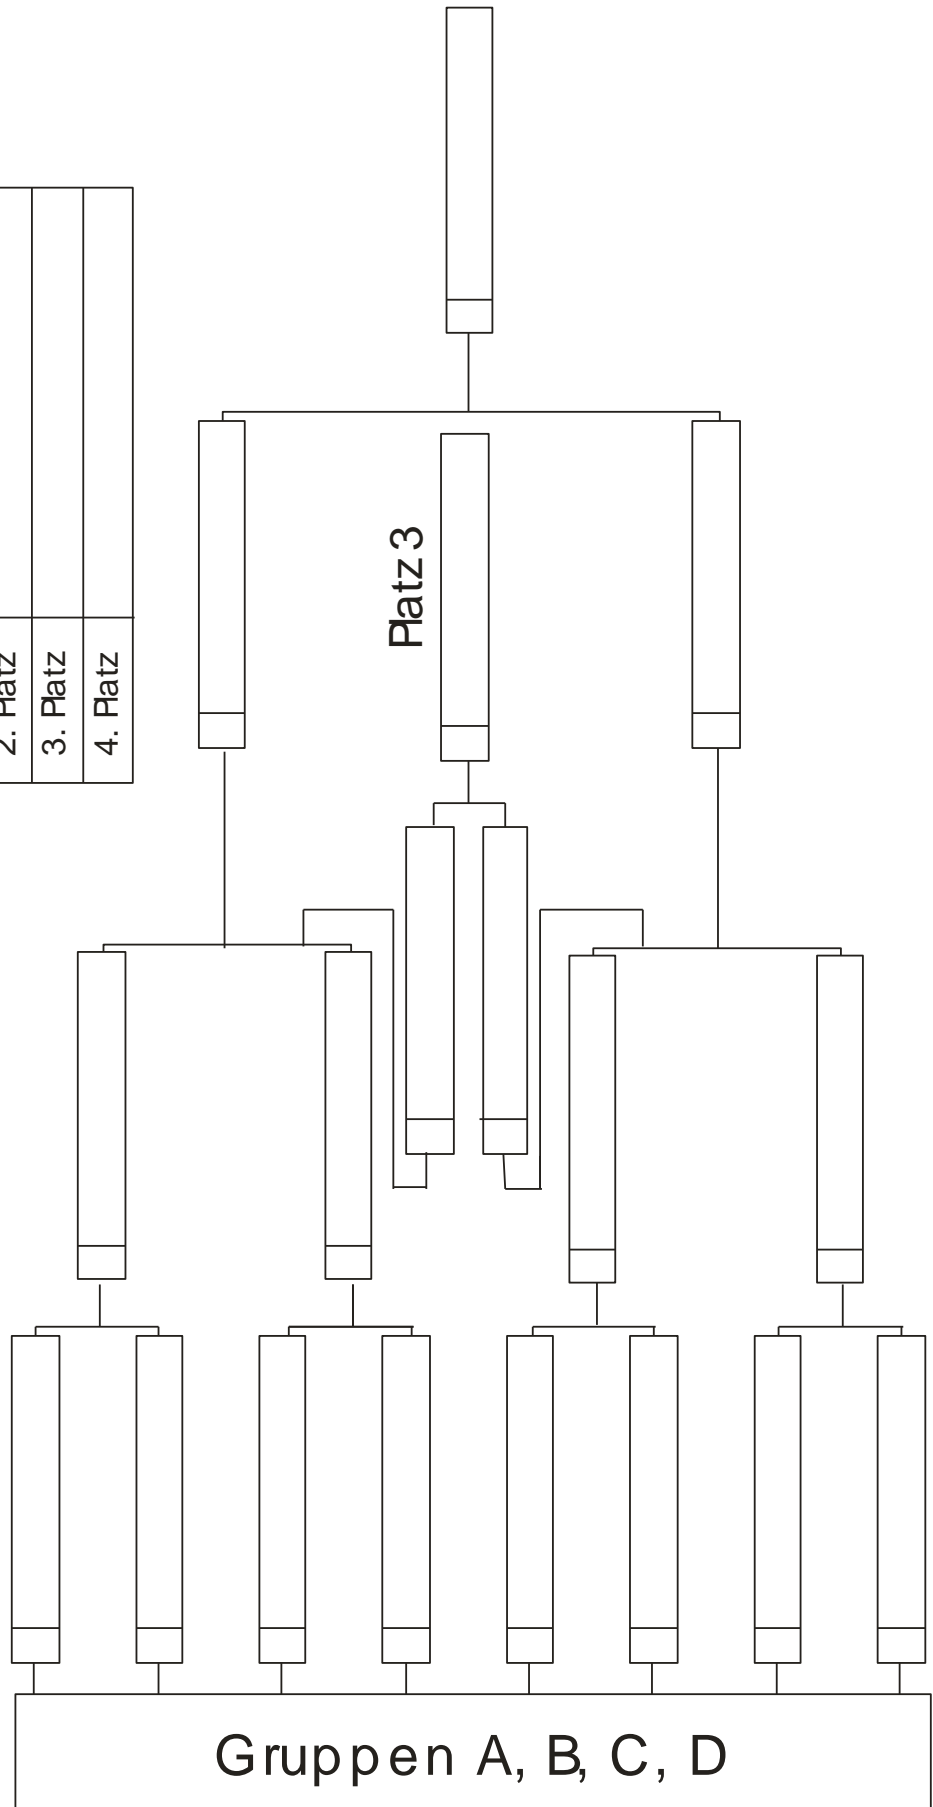 2. Platz
3. Platz
4. Platz
Platz 3
Gruppen A, B, C, D